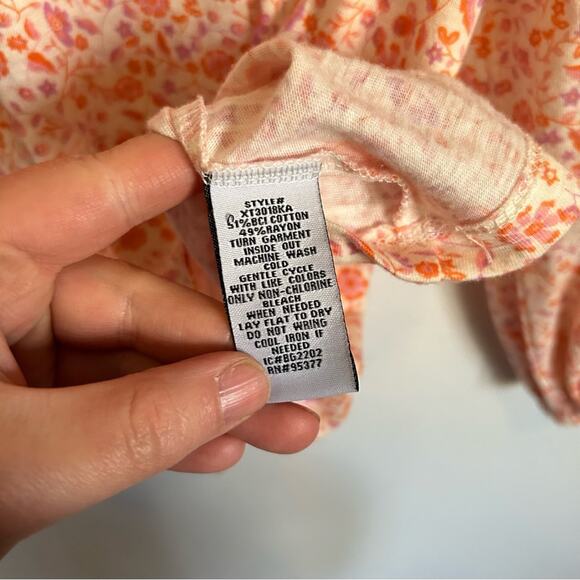 STYLE#
XT3018KA
51%BCI COTTON
49%RAYON
TURN GARMENT
INSIDE OUT
MACHINE WASH
COLD
GENTLE CYCLE
WITH LIKE COLORS
ONLY NON-CHLORINE
BLEACH
WHEN NEEDED
LAY FLAT TO DRY
DO NOT WRING
COOL IRON IF
NEEDED
IC#BG2202
RN#95377